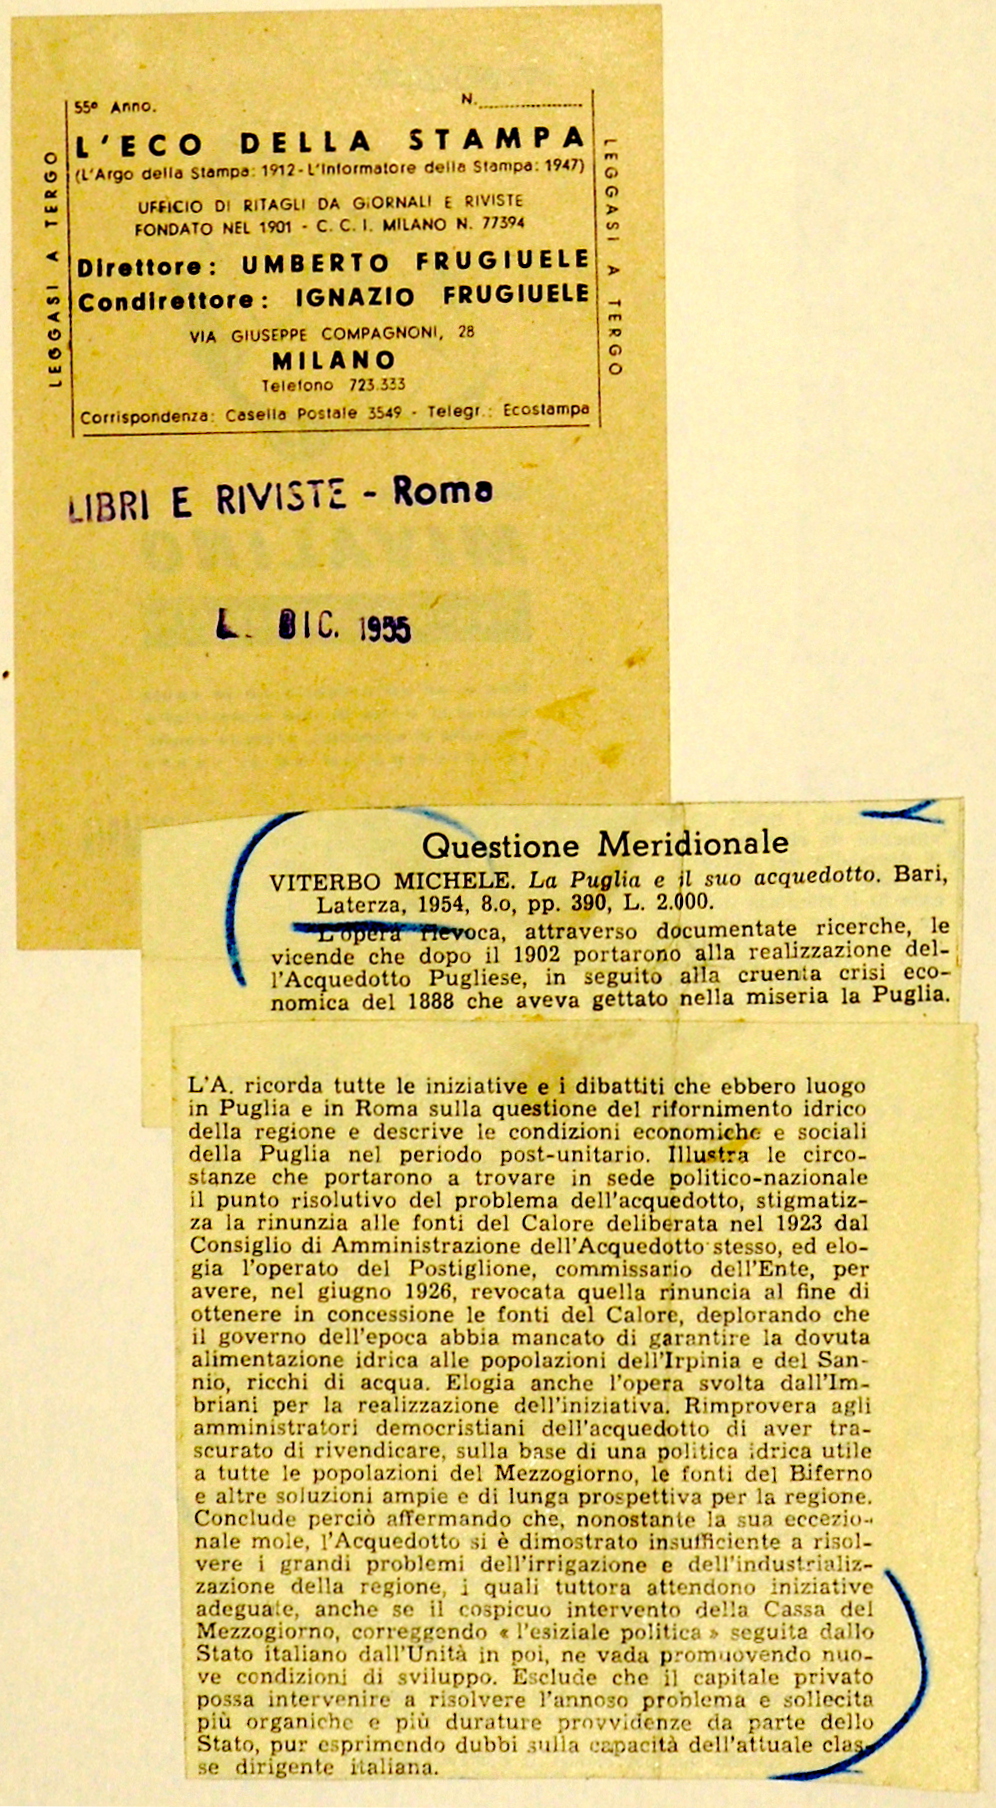 55º Anno. N.
L'ECO DELLA STAMPA
(L'Argo della Stampa: 1912 - L'Informatore della Stampa: 1947)
UFFICIO DI RITAGLI DA GIORNALI E RIVISTE
FONDATO NEL 1901 - C. C. I. MILANO N. 77394
Direttore: UMBERTO FRUGIUELE
Condirettore: IGNAZIO FRUGIUELE
VIA GIUSEPPE COMPAGNONI, 28
MILANO
Telefono 723.333
Corrispondenza: Casella Postale 3549 - Telegr.: Ecostampa
LEGGASI A TERGO
LEGGASI A TERGO
LIBRI E RIVISTE - Roma
DIC. 1955
Questione Meridionale
VITERBO MICHELE. La Puglia e il suo acquedotto. Bari,
Laterza, 1954, 8.o, pp. 390, L. 2.000.
L'opera rievoca, attraverso documentate ricerche, le
vicende che dopo il 1902 portarono alla realizzazione del-
l'Acquedotto Pugliese, in seguito alla cruenta crisi eco-
nomica del 1888 che aveva gettato nella miseria la Puglia.
L'A. ricorda tutte le iniziative e i dibattiti che ebbero luogo
in Puglia e in Roma sulla questione del rifornimento idrico
della regione e descrive le condizioni economiche e sociali
della Puglia nel periodo post-unitario. Illustra le circo-
stanze che portarono a trovare in sede politico-nazionale
il punto risolutivo del problema dell'acquedotto, stigmatiz-
za la rinunzia alle fonti del Calore deliberata nel 1923 dal
Consiglio di Amministrazione dell'Acquedotto stesso, ed elo-
gia l'operato del Postiglione, commissario dell'Ente, per
avere, nel giugno 1926, revocata quella rinuncia al fine di
ottenere in concessione le fonti del Calore, deplorando che
il governo dell'epoca abbia mancato di garantire la dovuta
alimentazione idrica alle popolazioni dell'Irpinia e del San-
nio, ricchi di acqua. Elogia anche l'opera svolta dall'Im-
briani per la realizzazione dell'iniziativa. Rimprovera agli
amministratori democristiani dell'acquedotto di aver tra-
scurato di rivendicare, sulla base di una politica idrica utile
a tutte le popolazioni del Mezzogiorno, le fonti del Biferno
e altre soluzioni ampie e di lunga prospettiva per la regione.
Conclude perciò affermando che, nonostante la sua eccezio-
nale mole, l'Acquedotto si è dimostrato insufficiente a risol-
vere i grandi problemi dell'irrigazione e dell'industrializ-
zazione della regione, i quali tuttora attendono iniziative
adeguate, anche se il cospicuo intervento della Cassa del
Mezzogiorno, correggendo « l'esiziale politica » seguita dallo
Stato italiano dall'Unità in poi, ne vada promuovendo nuo-
ve condizioni di sviluppo. Esclude che il capitale privato
possa intervenire a risolvere l'annoso problema e sollecita
più organiche e più durature provvidenze da parte dello
Stato, pur esprimendo dubbi sulla capacità dell'attuale clas-
se dirigente italiana.